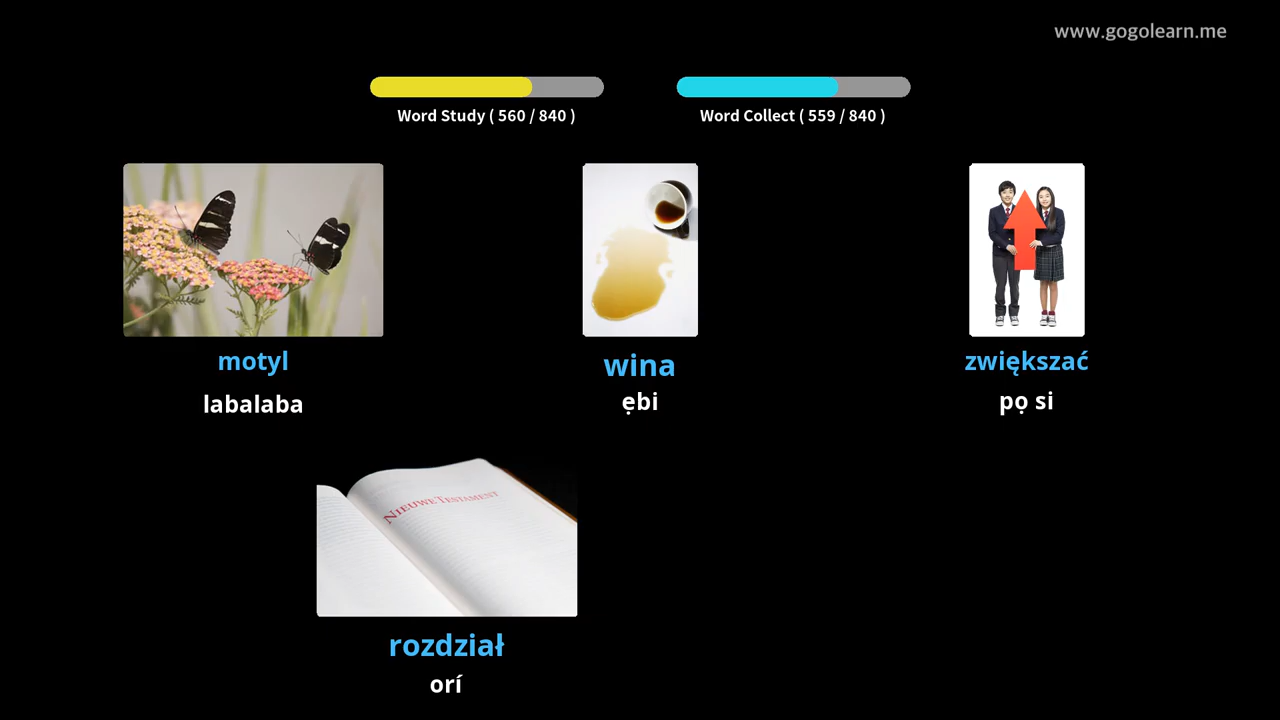 www.gogolearn.me
Word Study ( 560 / 840 )
Word Collect ( 559 / 840 )
motyl
labalaba
wina
ẹbi
zwiększać
pọ si
NIEUWE TESTAMENT
rozdział
orí